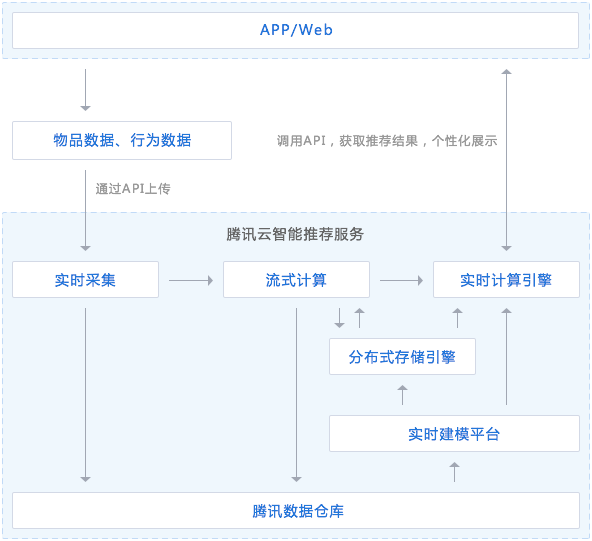 APP/Web
物品数据、行为数据
调用API，获取推荐结果，个性化展示
通过API上传
腾讯云智能推荐服务
实时采集
流式计算
实时计算引擎
分布式存储引擎
实时建模平台
腾讯数据仓库